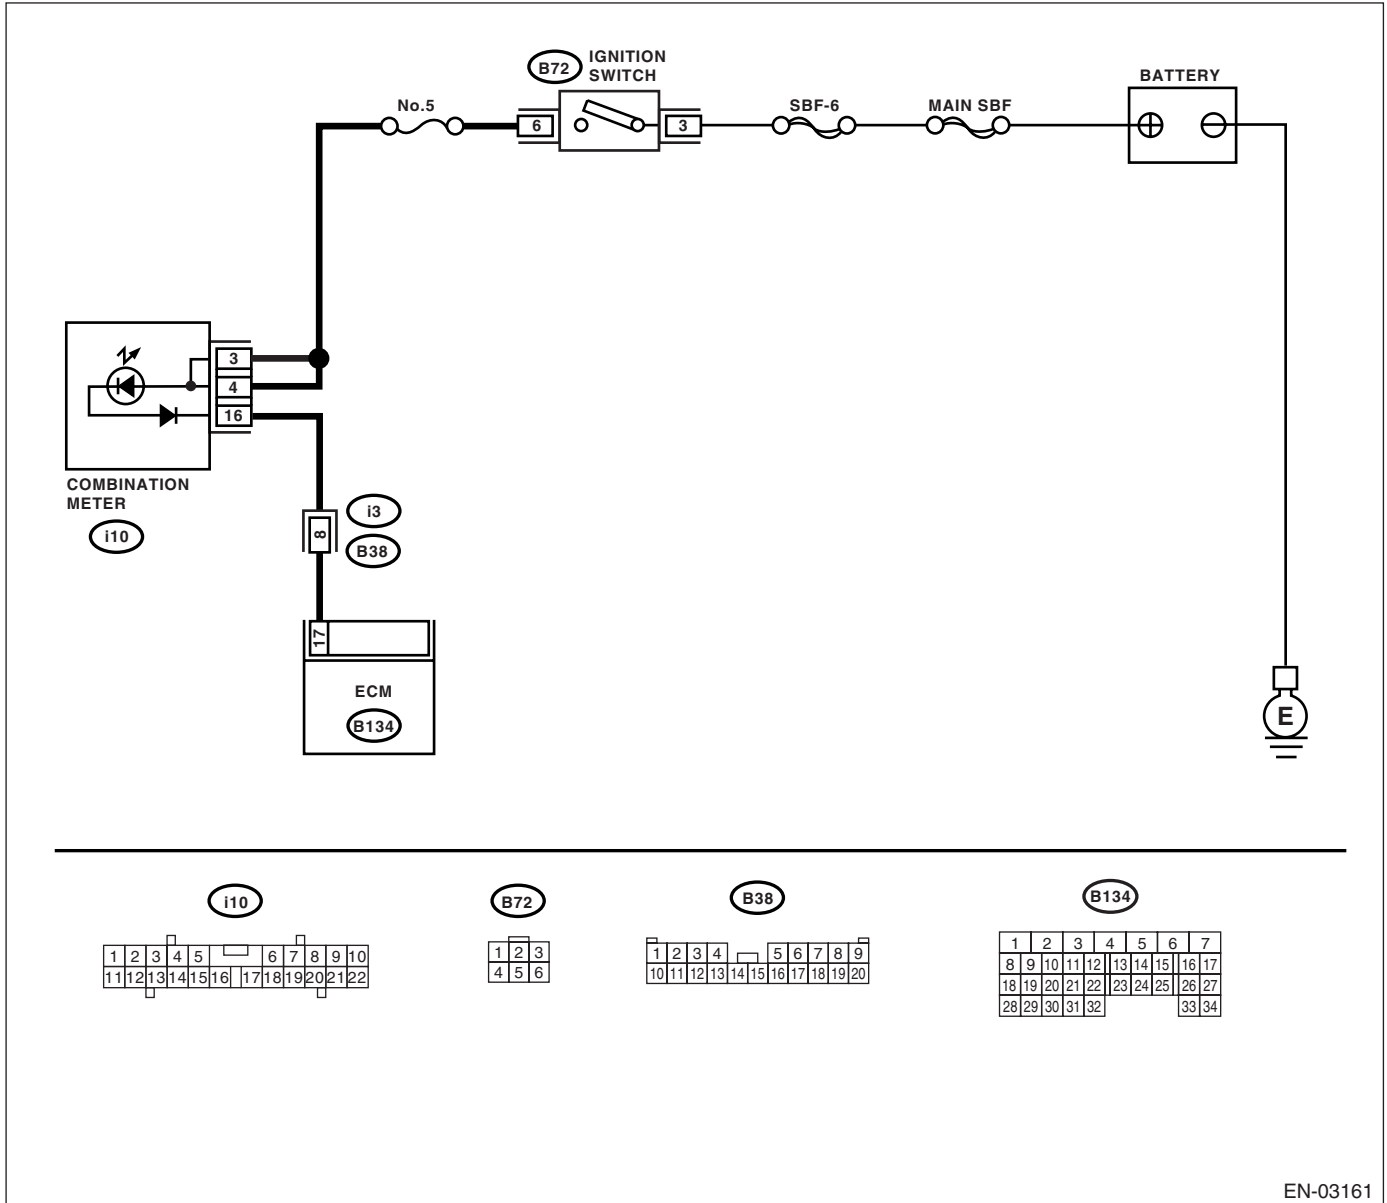 B72
IGNITION
SWITCH
BATTERY
No.5
SBF-6
MAIN SBF
6
3
3
4
16
COMBINATION
METER
i10
i3
8
B38
17
ECM
B134
E
i10
B72
B38
B134
1 2 3 4 5 6 7 8 9 10
11 12 13 14 15 16 17 18 19 20 21 22
1 2 3
4 5 6
1 2 3 4 5 6 7 8 9
10 11 12 13 14 15 16 17 18 19 20
1 2 3 4 5 6 7
8 9 10 11 12 13 14 15 16 17
18 19 20 21 22 23 24 25 26 27
28 29 30 31 32 33 34
EN-03161